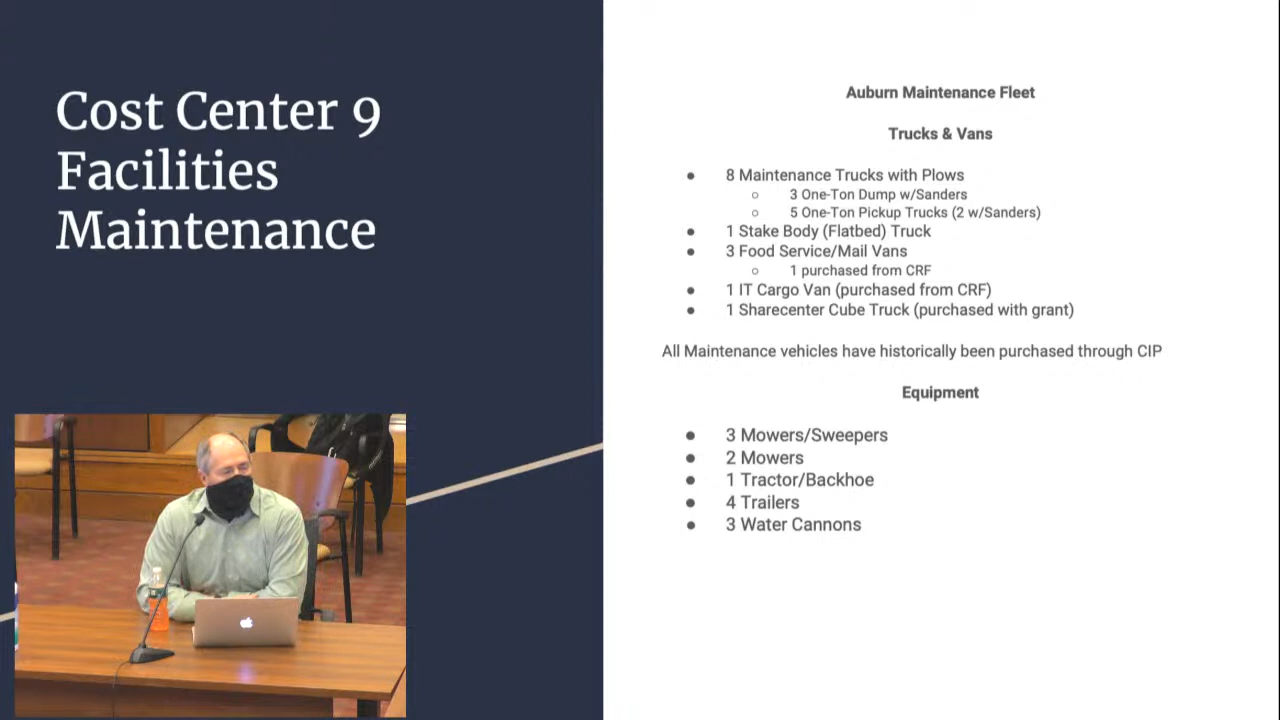 Cost Center 9
Facilities
Maintenance
Auburn Maintenance Fleet
Trucks & Vans
● 8 Maintenance Trucks with Plows
○ 3 One-Ton Dump w/Sanders
○ 5 One-Ton Pickup Trucks (2 w/Sanders)
● 1 Stake Body (Flatbed) Truck
● 3 Food Service/Mail Vans
○ 1 purchased from CRF
● 1 IT Cargo Van (purchased from CRF)
● 1 Sharecenter Cube Truck (purchased with grant)
All Maintenance vehicles have historically been purchased through CIP
Equipment
● 3 Mowers/Sweepers
● 2 Mowers
● 1 Tractor/Backhoe
● 4 Trailers
● 3 Water Cannons